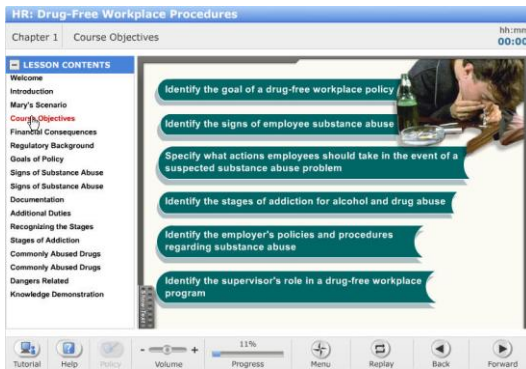 HR: Drug-Free Workplace Procedures
Chapter 1 Course Objectives
hh:mm
00:00
LESSON CONTENTS
Welcome
Introduction
Mary's Scenario
Course Objectives
Financial Consequences
Regulatory Background
Goals of Policy
Signs of Substance Abuse
Signs of Substance Abuse
Documentation
Additional Duties
Recognizing the Stages
Stages of Addiction
Commonly Abused Drugs
Commonly Abused Drugs
Dangers Related
Knowledge Demonstration
Identify the goal of a drug-free workplace policy
Identify the signs of employee substance abuse
Specify what actions employees should take in the event of a
suspected substance abuse problem
Identify the stages of addiction for alcohol and drug abuse
Identify the employer's policies and procedures
regarding substance abuse
Identify the supervisor's role in a drug-free workplace
program
11%
Tutorial Help Policy - + Volume Progress Menu Replay Back Forward